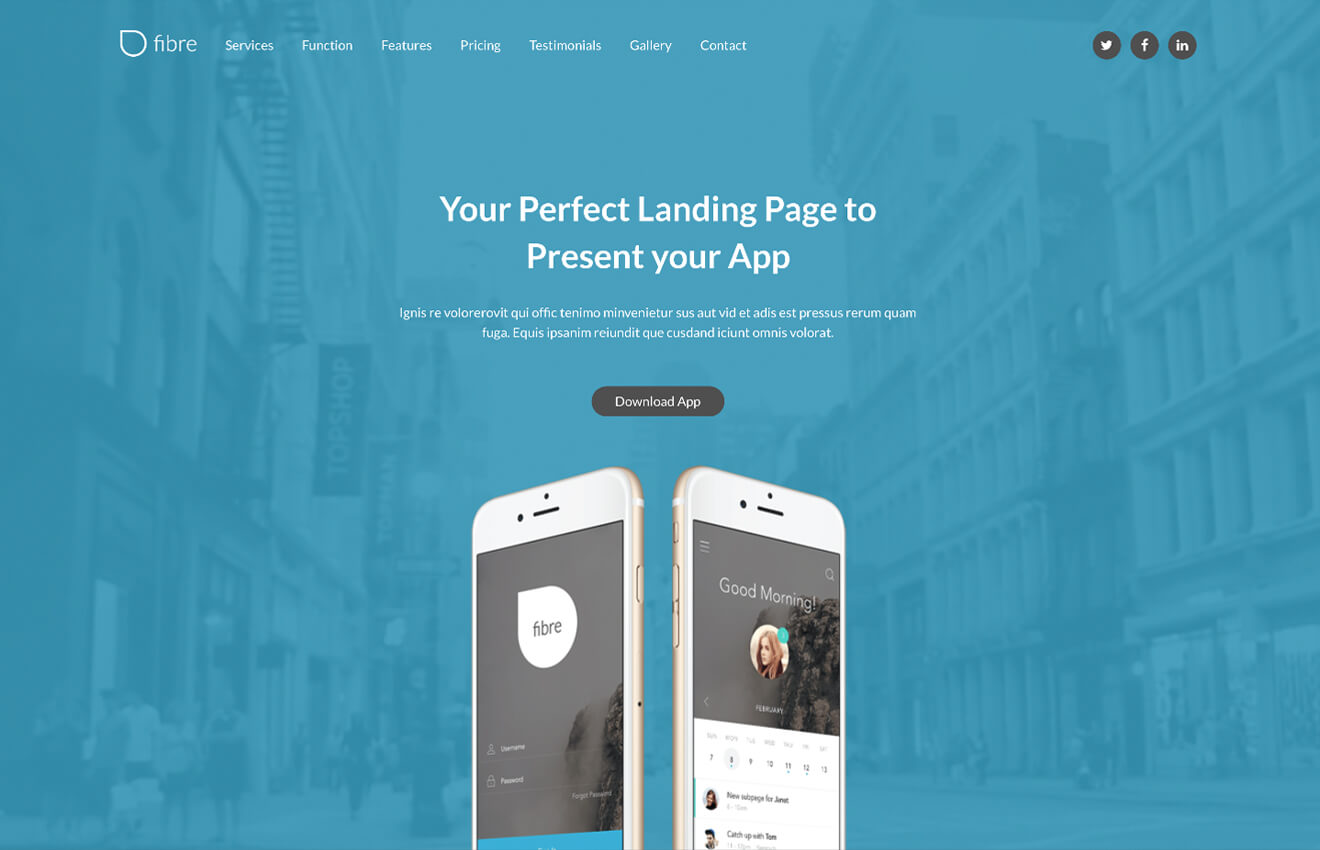 fibre
Services Function Features Pricing Testimonials Gallery Contact
Your Perfect Landing Page to
Present your App
Ignis re volorerovit qui offic tenimo minvenietur sus aut vid et adis est pressus rerum quam
fuga. Equis ipsanim reiundit que cusdand iciunt omnis volorat.
Download App
TOPSHOP
TOPMAN
fibre
Username
Password
Forgot Password
Good Morning!
FEBRUARY
SUN MON TUE WED THU FRI SAT
7 8 9 10 11 12 13
New subpage for Janet
8 - 10am
Catch up with Tom